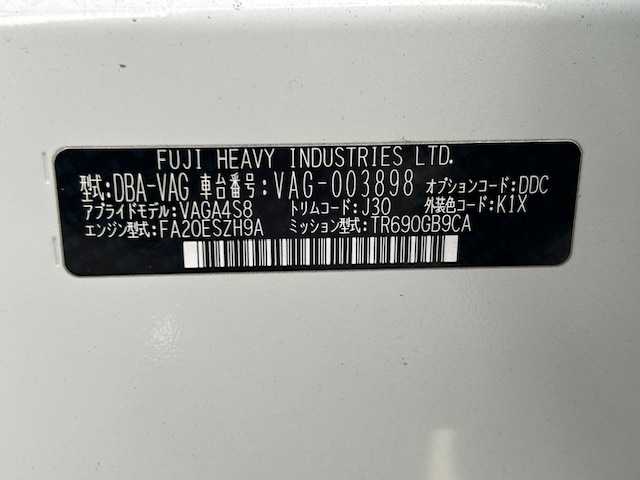 FUJI HEAVY INDUSTRIES LTD.
型式:DBA-VAG 車台番号:VAG-003898 オプションコード:DDC
アプライドモデル:VAGA4S8 トリムコード:J30 外装色コード:K1X
エンジン型式:FA20ESZH9A ミッション型式:TR690GB9CA